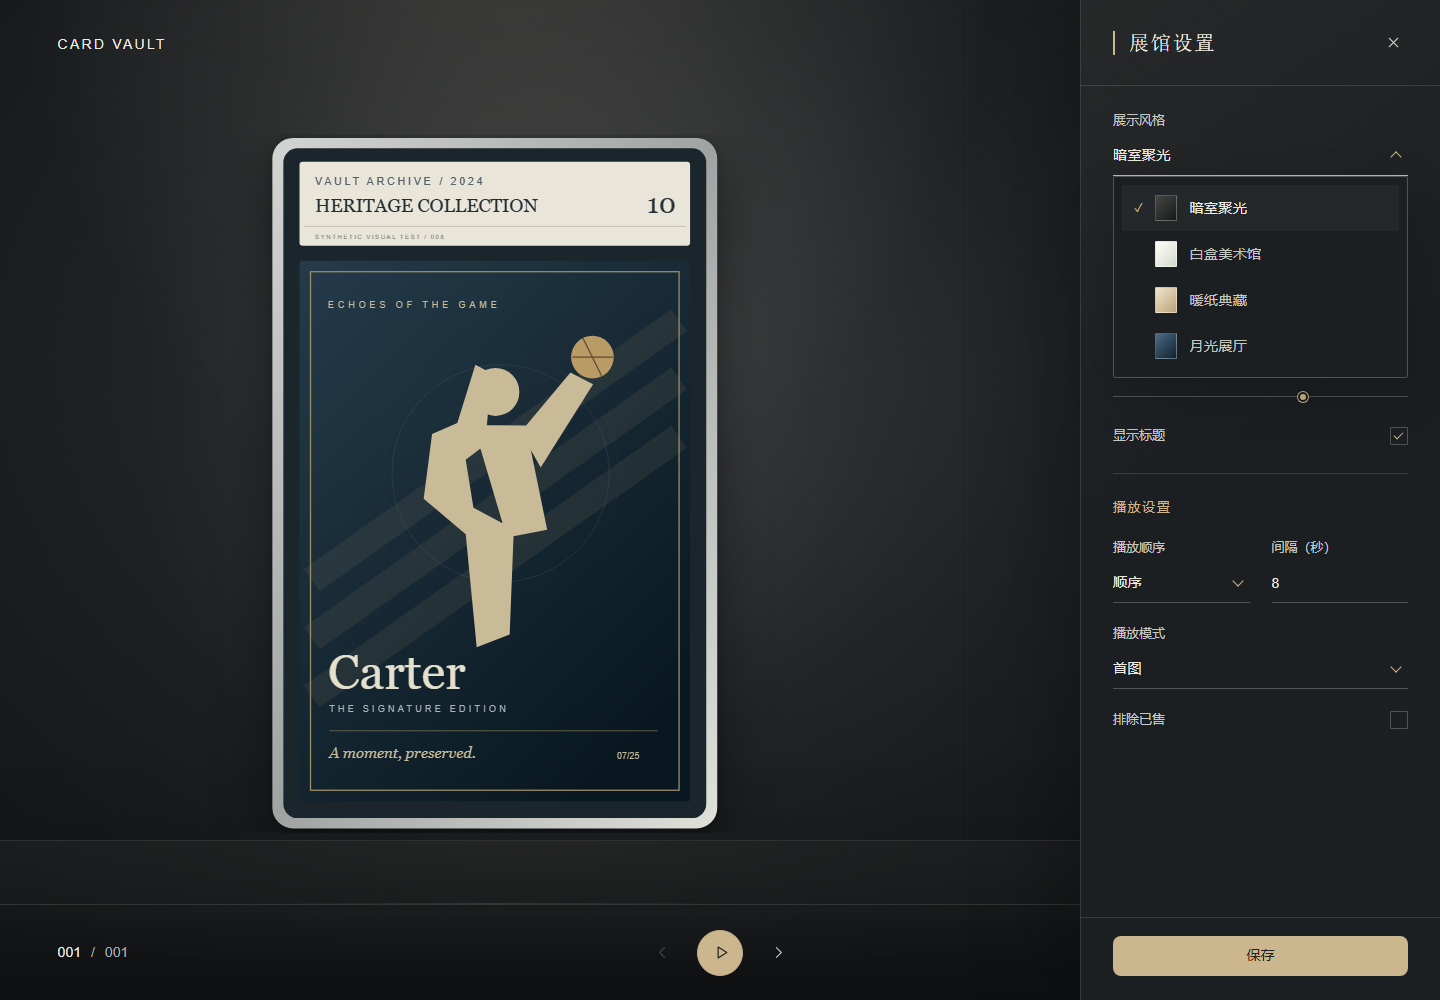 CARD VAULT
VAULT ARCHIVE / 2024
HERITAGE COLLECTION 10
SYNTHETIC VISUAL TEST / 008
ECHOES OF THE GAME
Carter
THE SIGNATURE EDITION
A moment, preserved. 07/25
001 / 001
展馆设置
展示风格
暗室聚光
暗室聚光
白盒美术馆
暖纸典藏
月光展厅
显示标题
播放设置
播放顺序 间隔（秒）
顺序 8
播放模式
首图
排除已售
保存